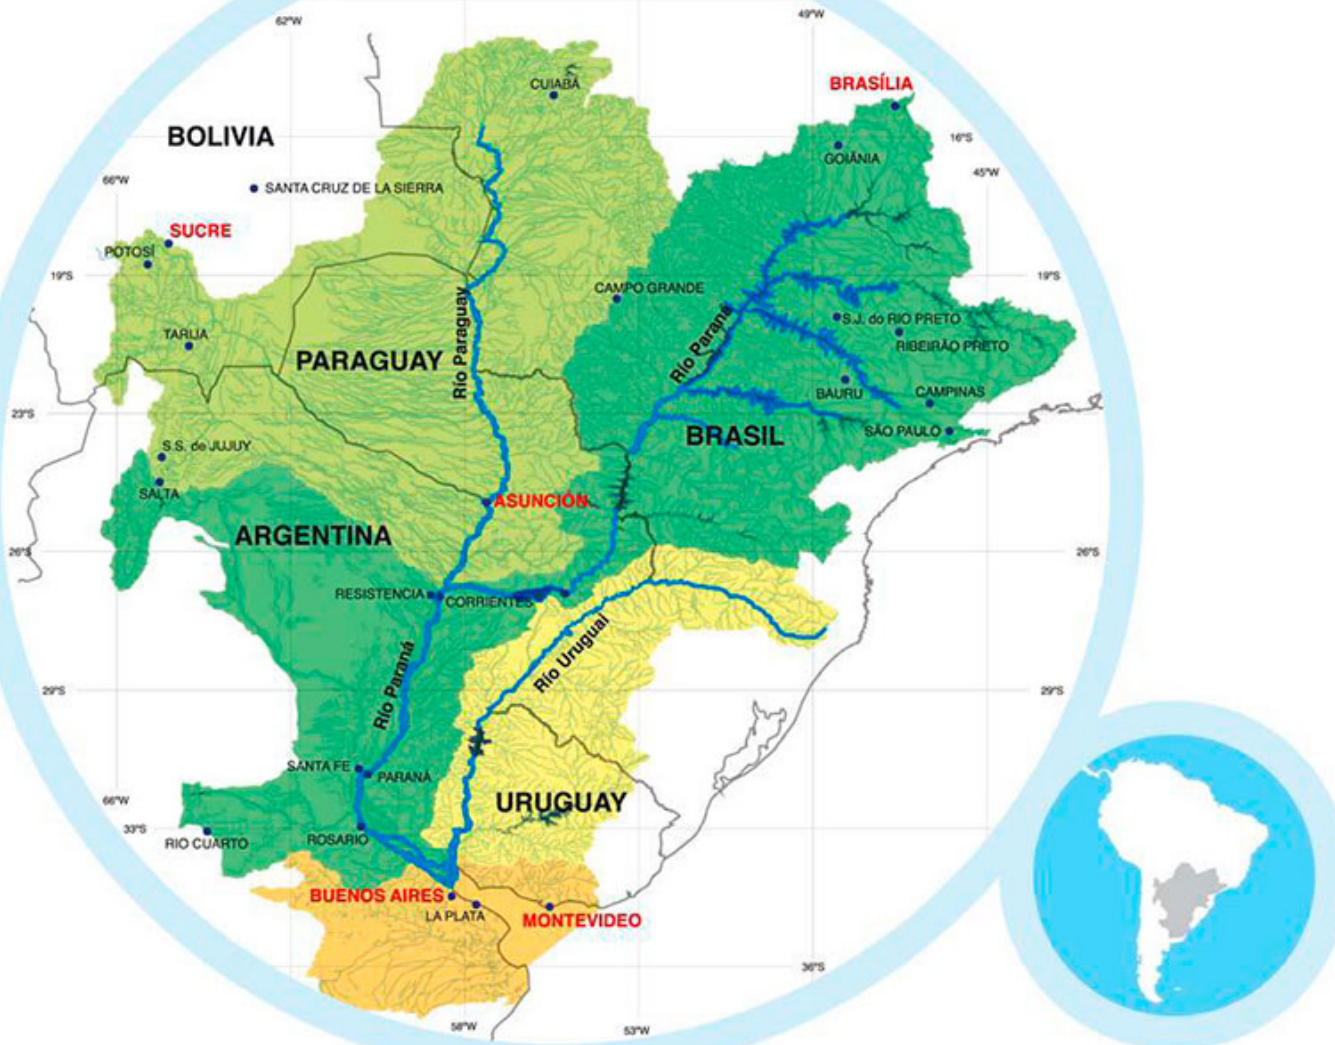 62°W
49°W
CUIABÁ
BRASÍLIA
BOLIVIA
16°S
GOIÂNIA
45°W
66°W
SANTA CRUZ DE LA SIERRA
SUCRE
POTOSÍ
19°S
19°S
CAMPO GRANDE
Río Paraguay
Río Paraná
S.J. do RIO PRETO
TARIJA
RIBEIRÃO PRETO
PARAGUAY
BAURU
CAMPINAS
23°S
BRASIL
SÃO PAULO
S.S. de JUJUY
SALTA
ASUNCIÓN
ARGENTINA
26°S
26°S
RESISTENCIA
CORRIENTES
Río Uruguai
Río Paraná
29°S
29°S
SANTA FE
PARANÁ
66°W
URUGUAY
33°S
RIO CUARTO
ROSARIO
BUENOS AIRES
LA PLATA
MONTEVIDEO
36°S
58°W
53°W